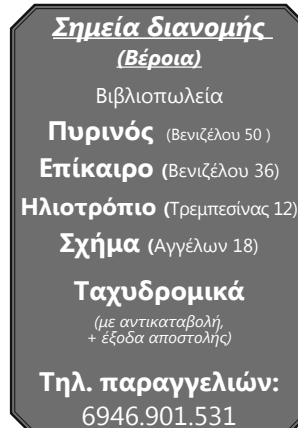 Σημεία διανομής
(Βέροια)
Βιβλιοπωλεία
Πυρινός (Βενιζέλου 50 )
Επίκαιρο (Βενιζέλου 36)
Ηλιοτρόπιο (Τρεμπεσίνας 12)
Σχήμα (Αγγέλων 18)
Ταχυδρομικά
(με αντικαταβολή,
+ έξοδα αποστολής)
Τηλ. παραγγελιών:
6946.901.531